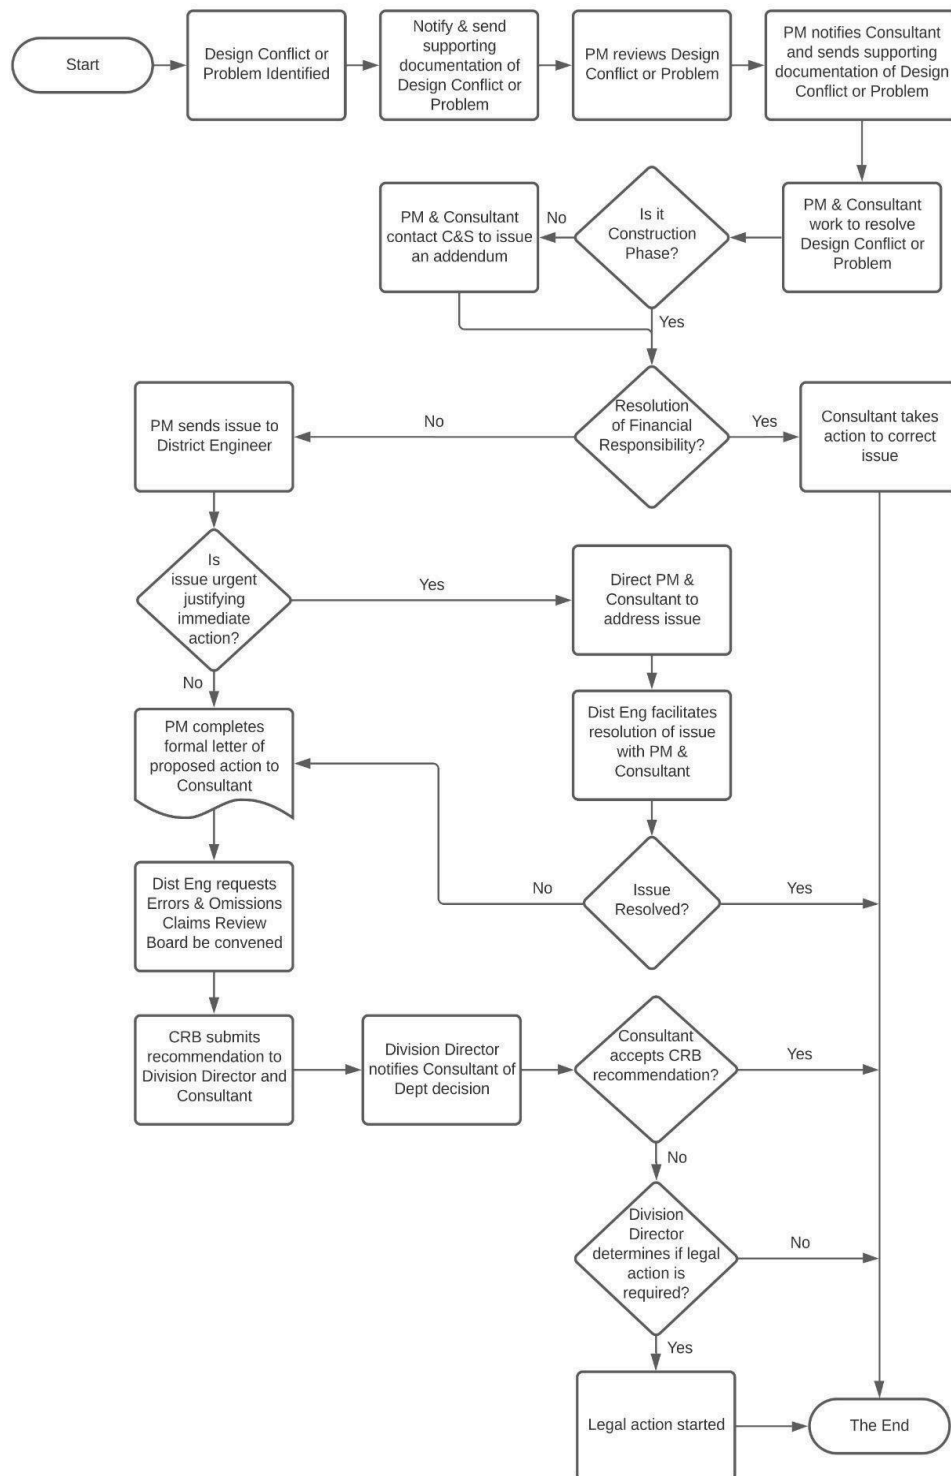 Start
Design Conflict or
Problem Identified
Notify & send
supporting
documentation of
Design Conflict or
Problem
PM reviews Design
Conflict or Problem
PM notifies Consultant
and sends supporting
documentation of Design
Conflict or Problem
PM & Consultant
work to resolve
Design Conflict or
Problem
Is it
Construction
Phase?
No
PM & Consultant
contact C&S to issue
an addendum
Yes
Resolution
of Financial
Responsibility?
Yes
Consultant takes
action to correct
issue
No
PM sends issue to
District Engineer
Is
issue urgent
justifying
immediate
action?
Yes
Direct PM &
Consultant to
address issue
Dist Eng facilitates
resolution of issue
with PM &
Consultant
No
PM completes
formal letter of
proposed action to
Consultant
Issue
Resolved?
No
Yes
Dist Eng requests
Errors & Omissions
Claims Review
Board be convened
CRB submits
recommendation to
Division Director and
Consultant
Division Director
notifies Consultant of
Dept decision
Consultant
accepts CRB
recommendation?
Yes
No
Division
Director
determines if legal
action is
required?
No
Yes
Legal action started
The End